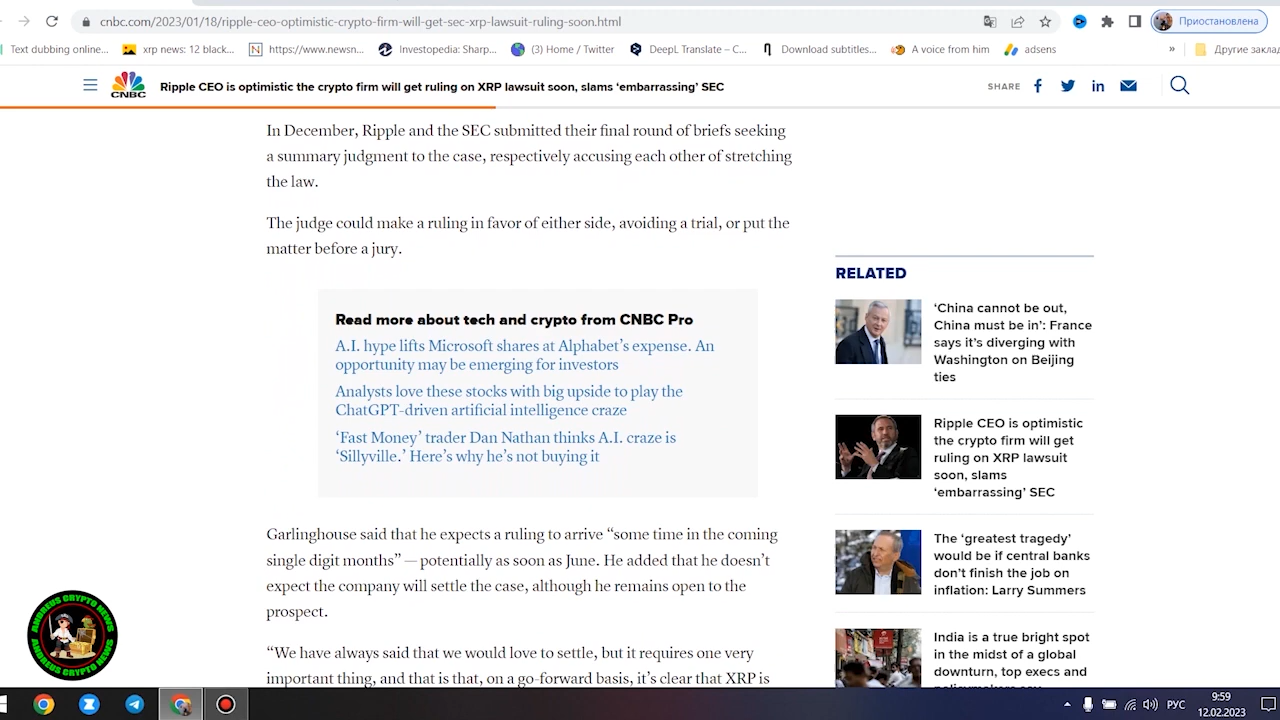 cnbc.com/2023/01/18/ripple-ceo-optimistic-crypto-firm-will-get-sec-xrp-lawsuit-ruling-soon.html
Приостановлена
Text dubbing online...
xrp news: 12 black...
https://www.newsn...
Investopedia: Sharp...
(3) Home / Twitter
DeepL Translate – C...
Download subtitles...
A voice from him
adsens
»
Другие закла
CNBC
Ripple CEO is optimistic the crypto firm will get ruling on XRP lawsuit soon, slams ‘embarrassing’ SEC
SHARE
In December, Ripple and the SEC submitted their final round of briefs seeking
a summary judgment to the case, respectively accusing each other of stretching
the law.
The judge could make a ruling in favor of either side, avoiding a trial, or put the
matter before a jury.
Read more about tech and crypto from CNBC Pro
A.I. hype lifts Microsoft shares at Alphabet’s expense. An
opportunity may be emerging for investors
Analysts love these stocks with big upside to play the
ChatGPT-driven artificial intelligence craze
‘Fast Money’ trader Dan Nathan thinks A.I. craze is
‘Sillyville.’ Here’s why he’s not buying it
Garlinghouse said that he expects a ruling to arrive “some time in the coming
single digit months” — potentially as soon as June. He added that he doesn’t
expect the company will settle the case, although he remains open to the
prospect.
“We have always said that we would love to settle, but it requires one very
important thing, and that is that, on a go-forward basis, it’s clear that XRP is
RELATED
‘China cannot be out,
China must be in’: France
says it’s diverging with
Washington on Beijing
ties
Ripple CEO is optimistic
the crypto firm will get
ruling on XRP lawsuit
soon, slams
‘embarrassing’ SEC
The ‘greatest tragedy’
would be if central banks
don’t finish the job on
inflation: Larry Summers
India is a true bright spot
in the midst of a global
downturn, top execs and
ANDREUS CRYPTO NEWS
ANDREUS CRYPTO NEWS
РУС
9:59
12.02.2023